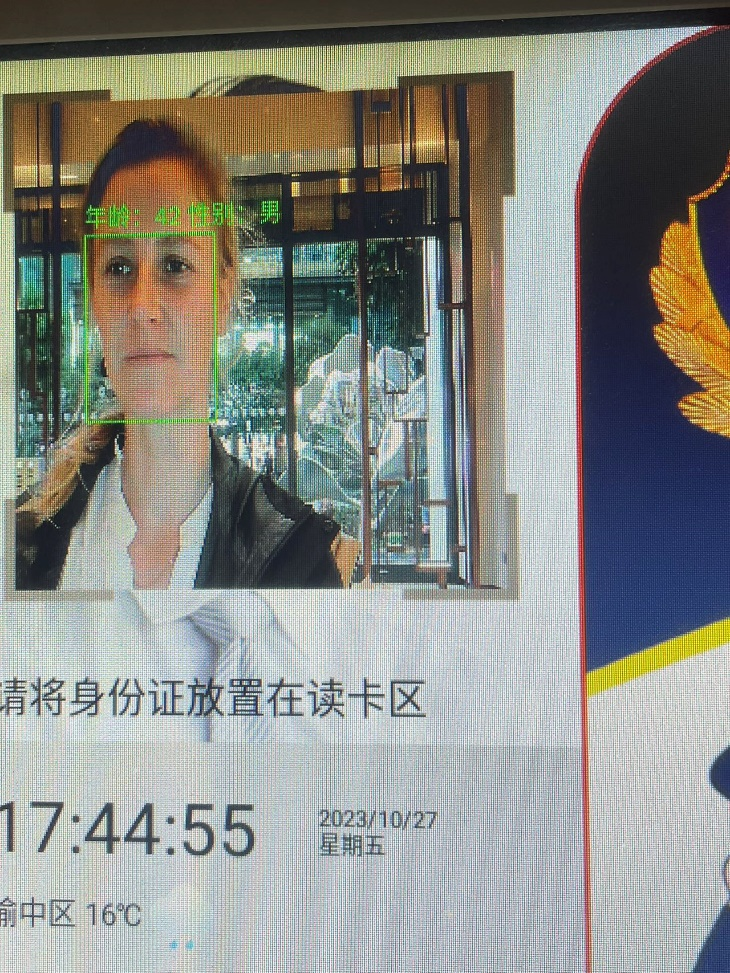 年龄：42 性别：男
请将身份证放置在读卡区
17:44:55
2023/10/27
星期五
渝中区 16℃